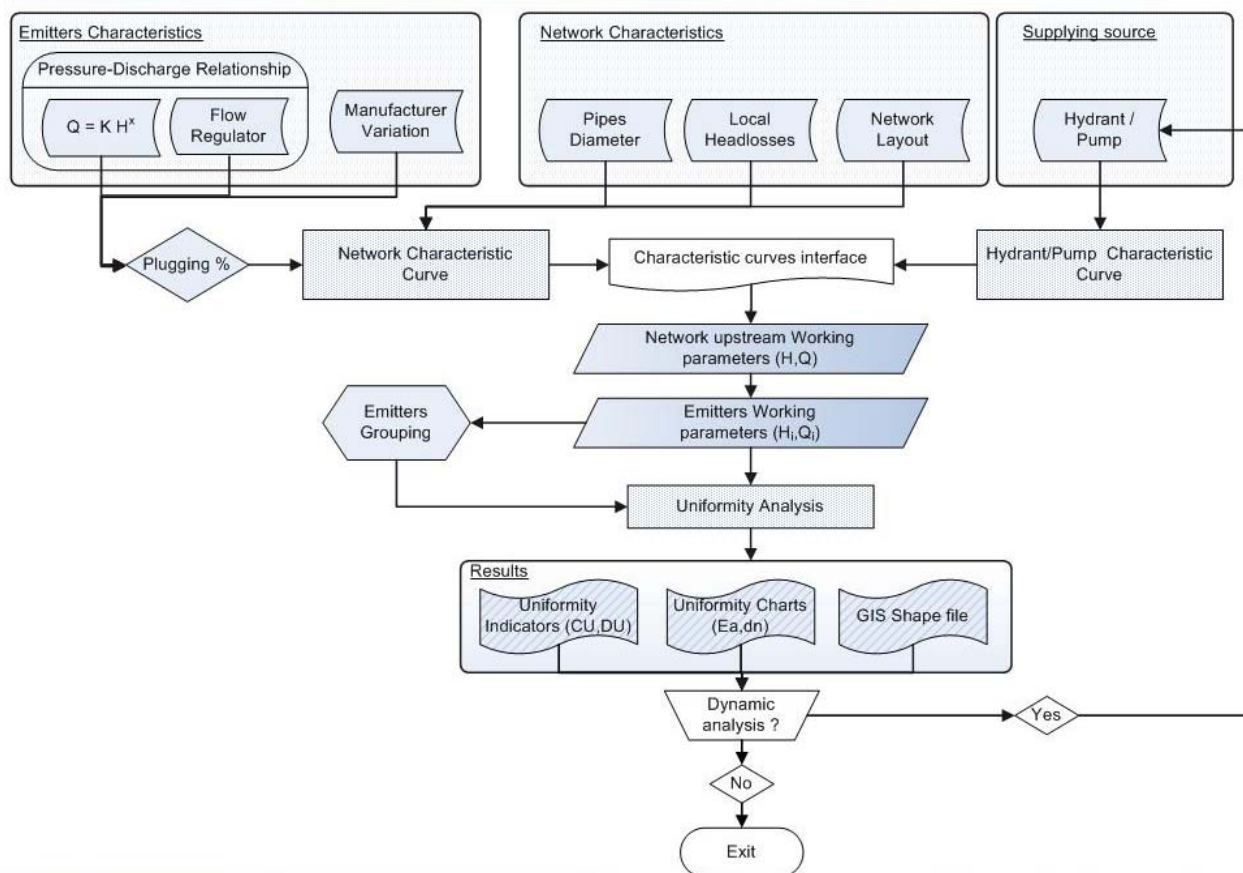 Emitters Characteristics
Pressure-Discharge Relationship
Q = K H^x
Flow
Regulator
Manufacturer
Variation
Network Characteristics
Pipes
Diameter
Local
Headlosses
Network
Layout
Supplying source
Hydrant /
Pump
Plugging %
Network Characteristic
Curve
Characteristic curves interface
Hydrant/Pump Characteristic
Curve
Network upstream Working
parameters (H,Q)
Emitters
Grouping
Emitters Working
parameters (Hi,Qi)
Uniformity Analysis
Results
Uniformity
Indicators (CU,DU)
Uniformity Charts
(Ea,dn)
GIS Shape file
Dynamic
analysis ?
Yes
No
Exit